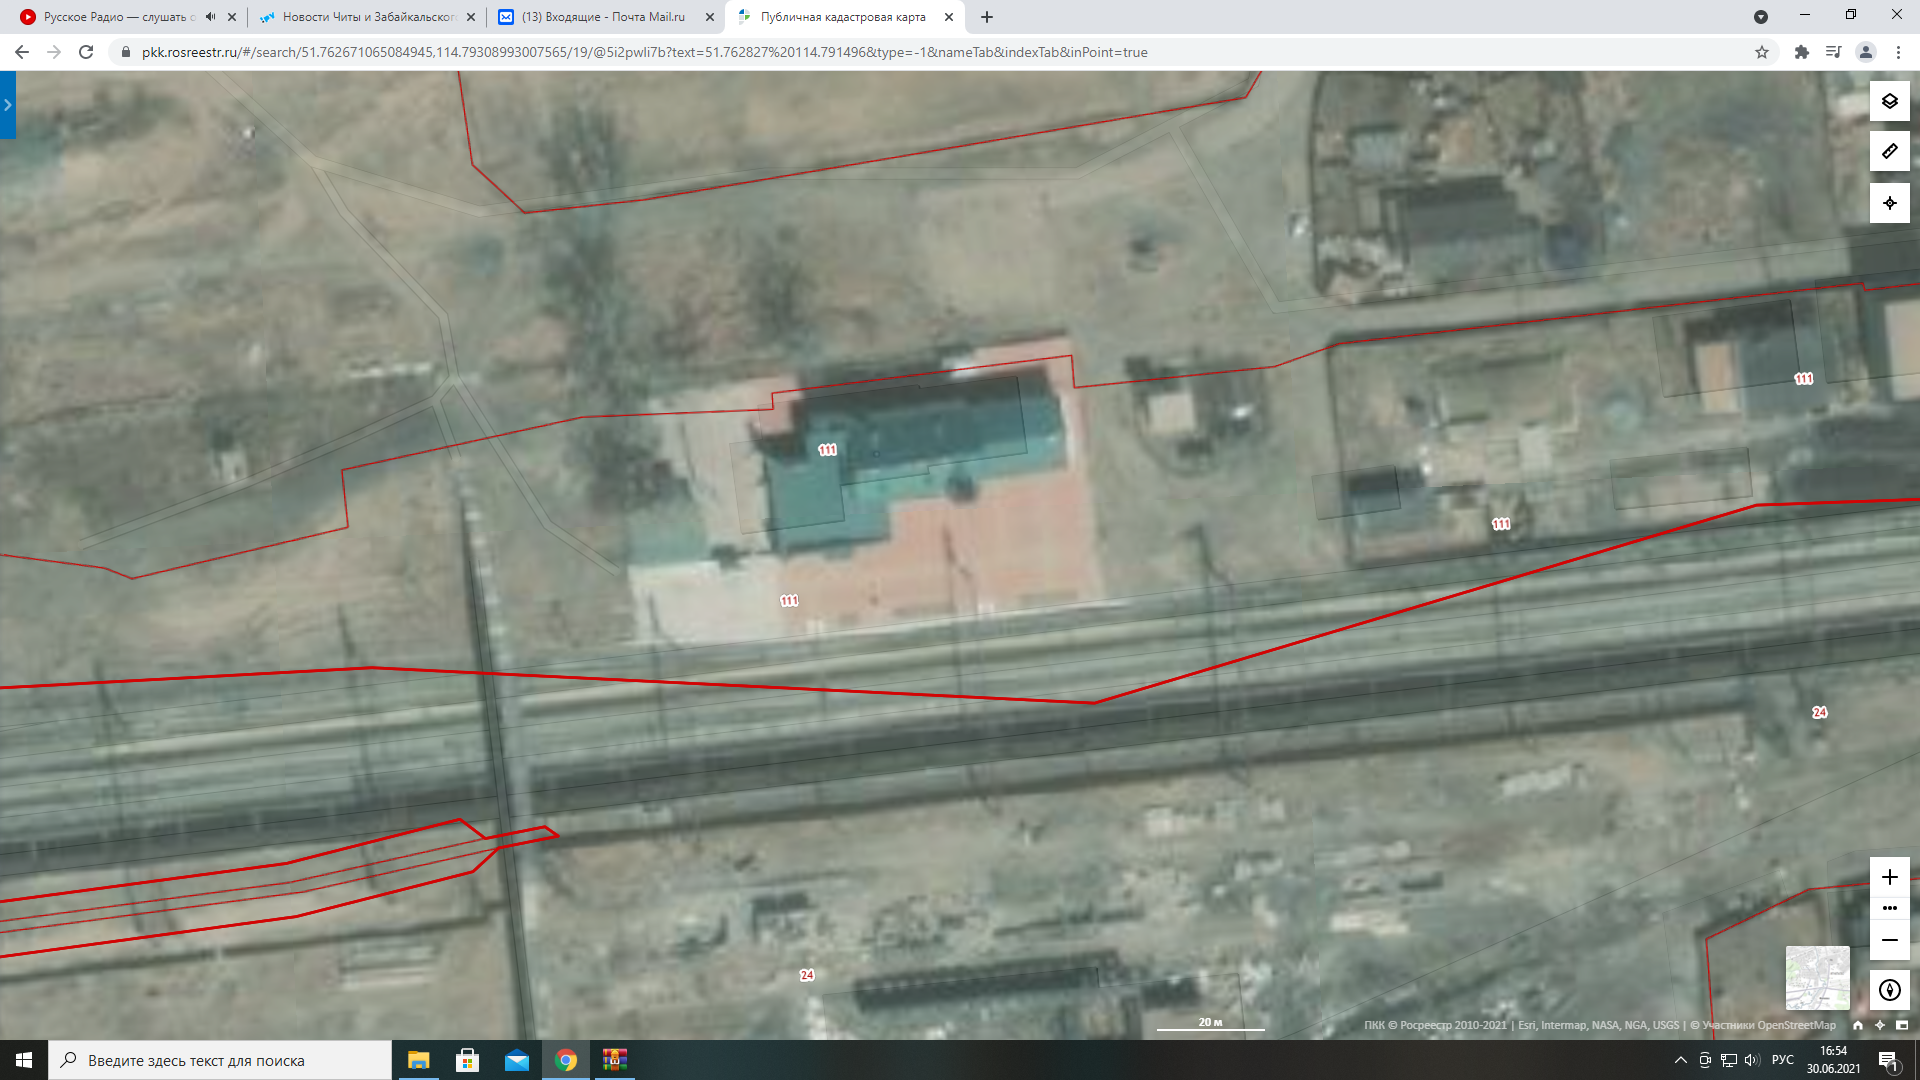 Русское Радио — слушать о
Новости Читы и Забайкальского
(13) Входящие - Почта Mail.ru
Публичная кадастровая карта
pkk.rosreestr.ru/#/search/51.762671065084945,114.79308993007565/19/@5i2pwli7b?text=51.762827%20114.791496&type=-1&nameTab&indexTab&inPoint=true
111
111
111
111
24
24
20 м
ПКК © Росреестр 2010-2021 | Esri, Intermap, NASA, NGA, USGS | © Участники OpenStreetMap
Введите здесь текст для поиска
РУС
16:54
30.06.2021
1